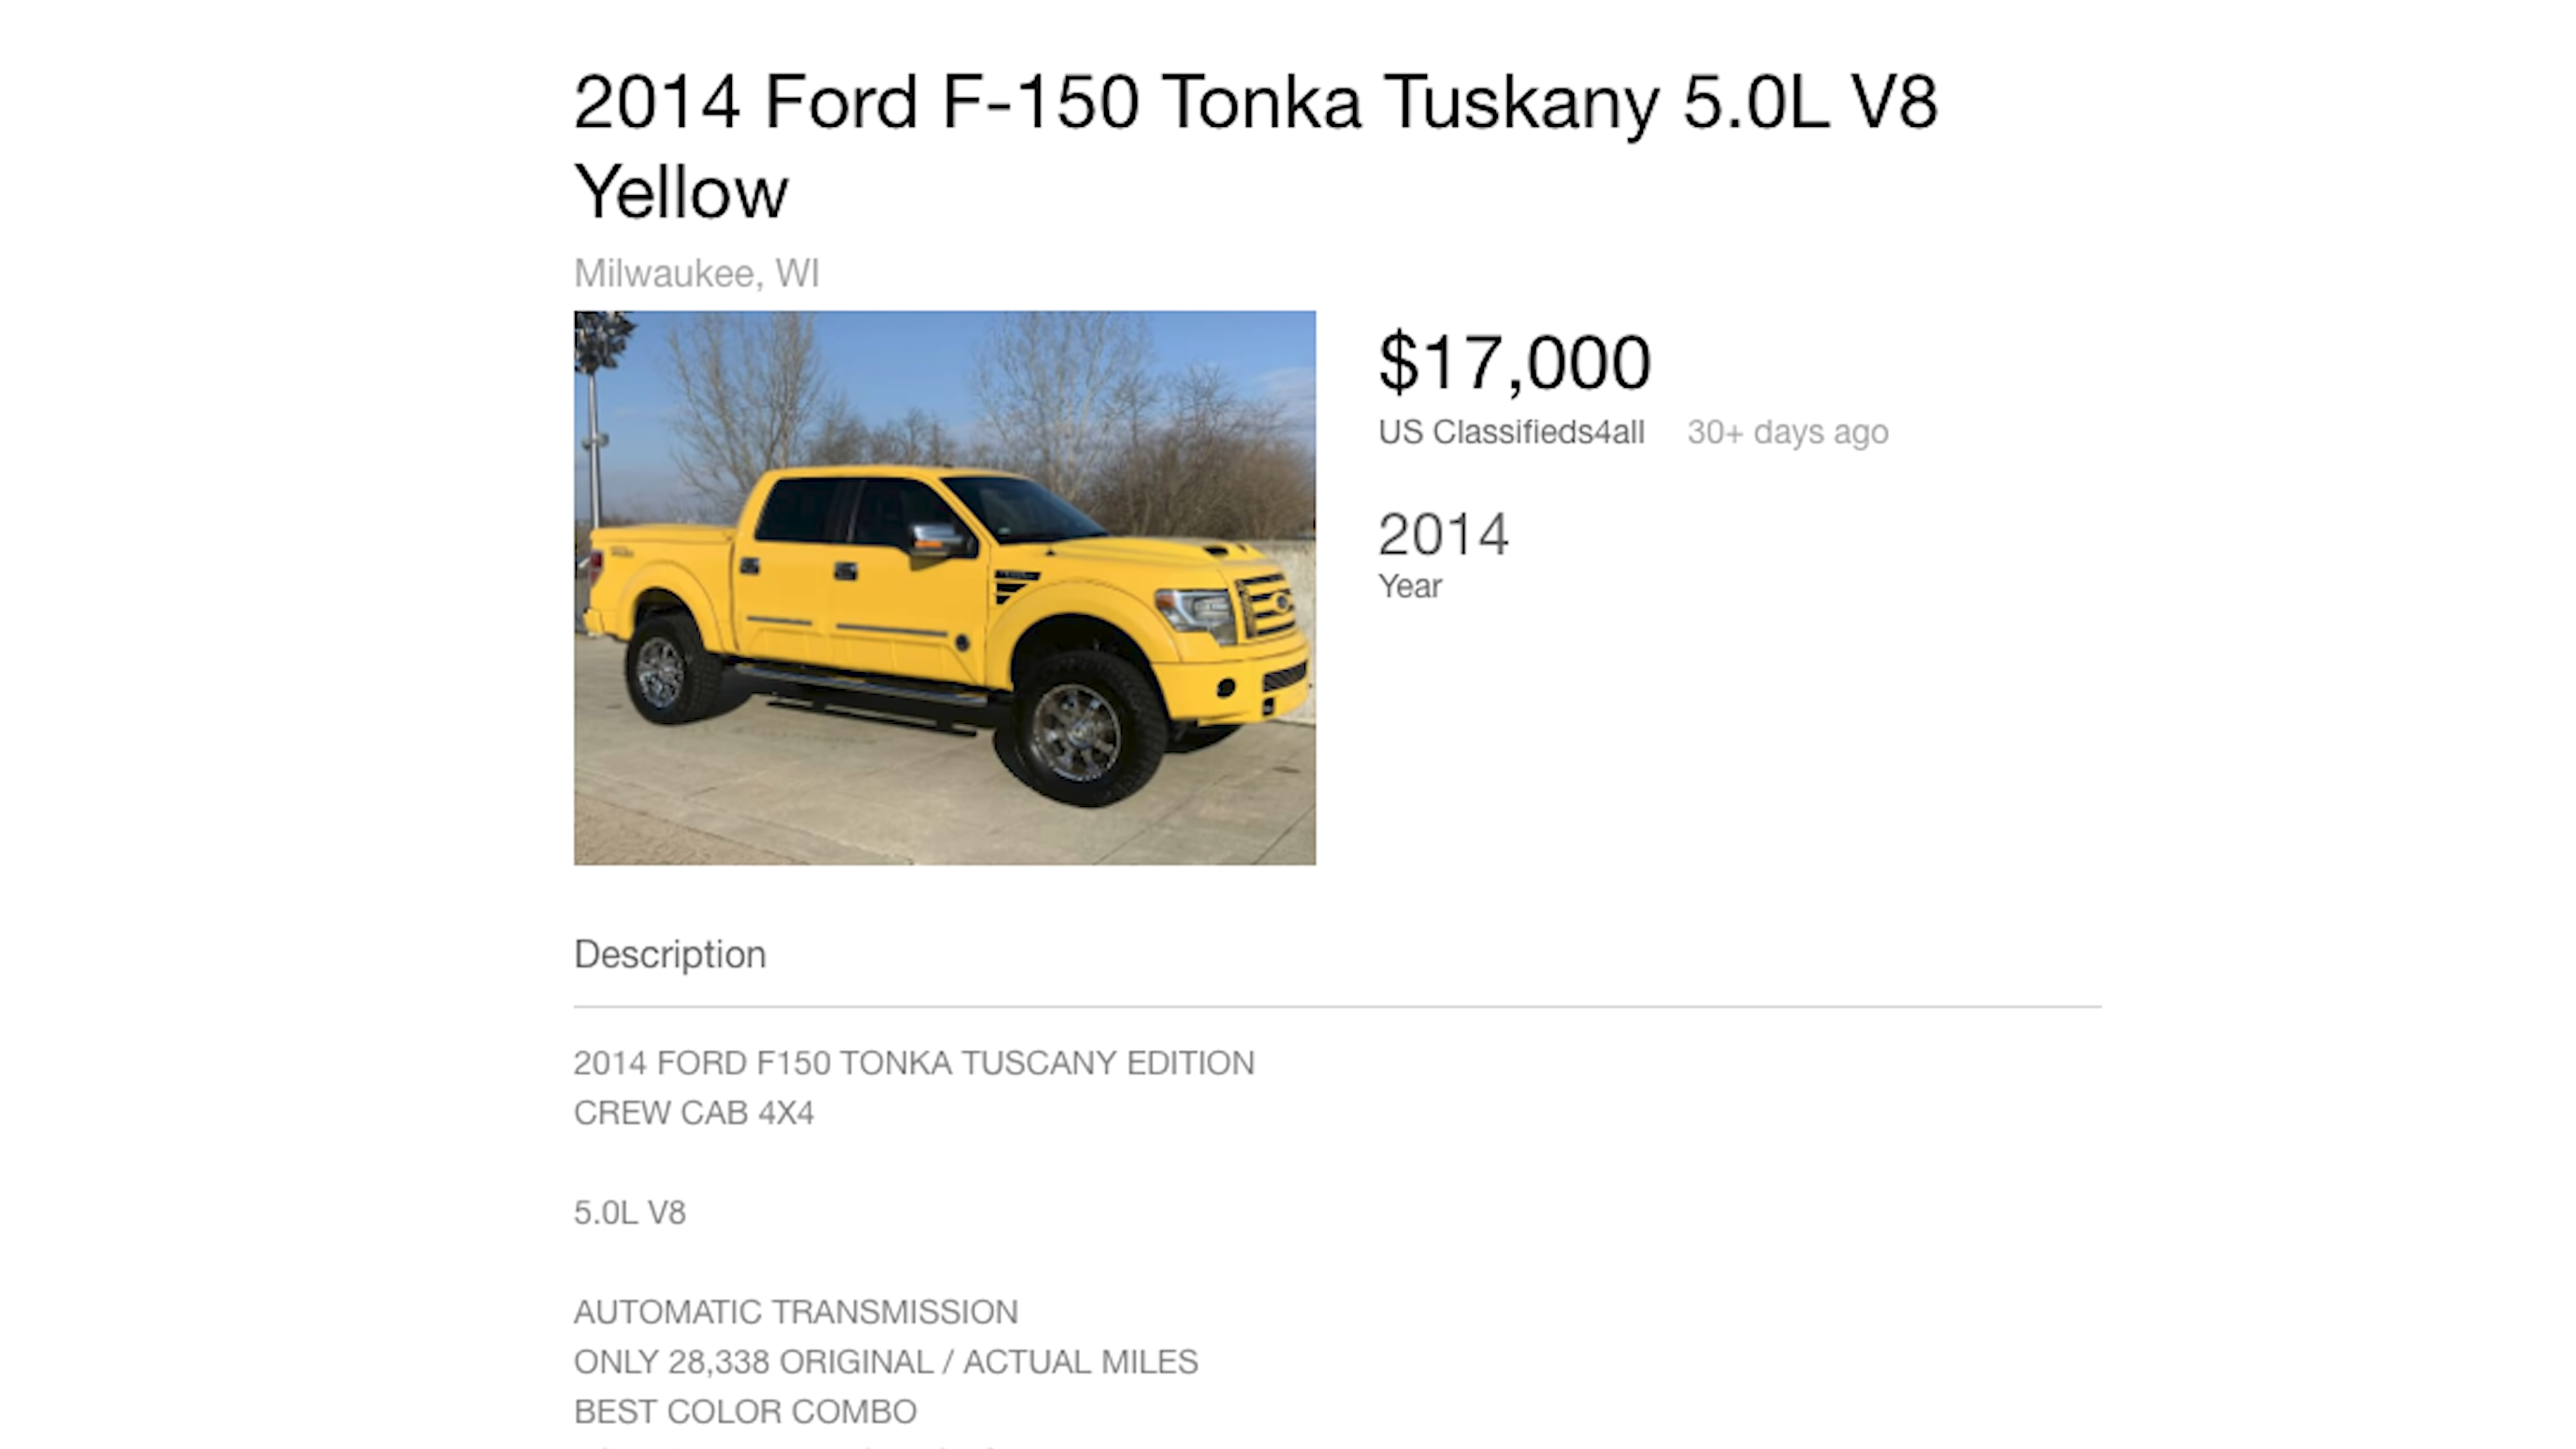 2014 Ford F-150 Tonka Tuskany 5.0L V8
Yellow
Milwaukee, WI
$17,000
US Classifieds4all 30+ days ago
2014
Year
Description
2014 FORD F150 TONKA TUSCANY EDITION
CREW CAB 4X4
5.0L V8
AUTOMATIC TRANSMISSION
ONLY 28,338 ORIGINAL / ACTUAL MILES
BEST COLOR COMBO